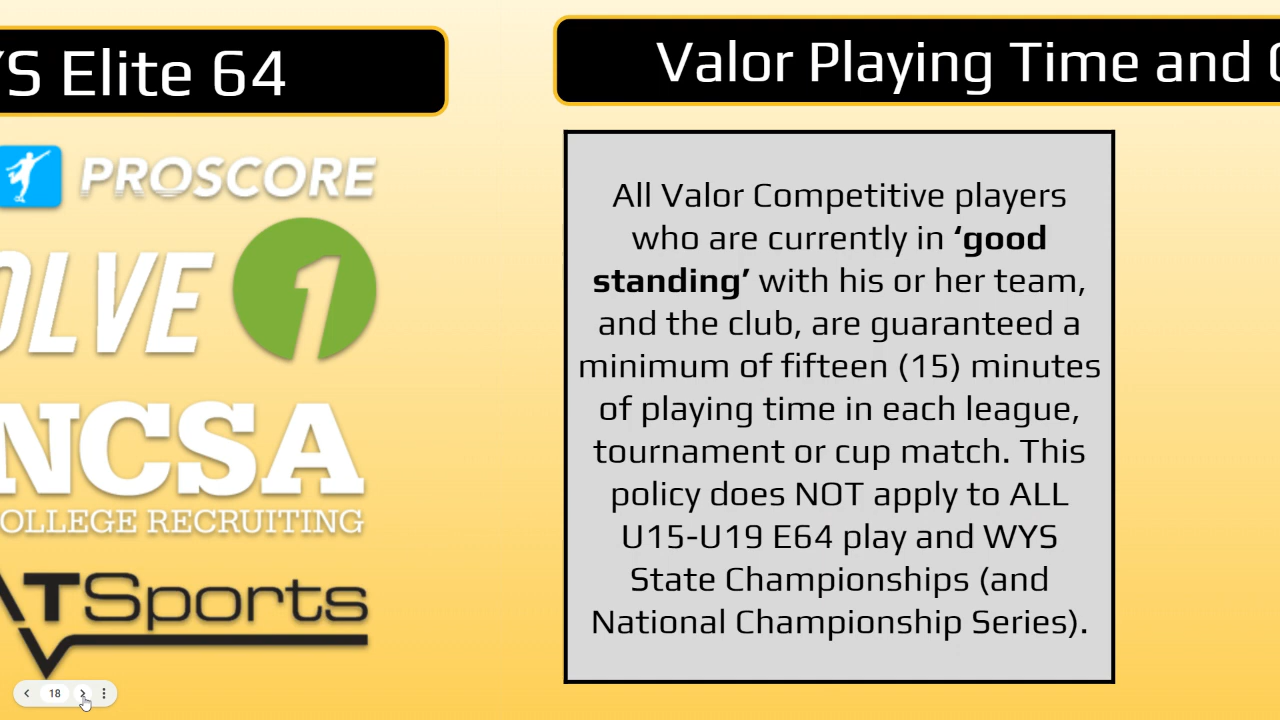 YS Elite 64
PROSCORE
OLVE 1
NCSA
COLLEGE RECRUITING
ATSports
Valor Playing Time and
All Valor Competitive players
who are currently in ‘good
standing’ with his or her team,
and the club, are guaranteed a
minimum of fifteen (15) minutes
of playing time in each league,
tournament or cup match. This
policy does NOT apply to ALL
U15-U19 E64 play and WYS
State Championships (and
National Championship Series).
18